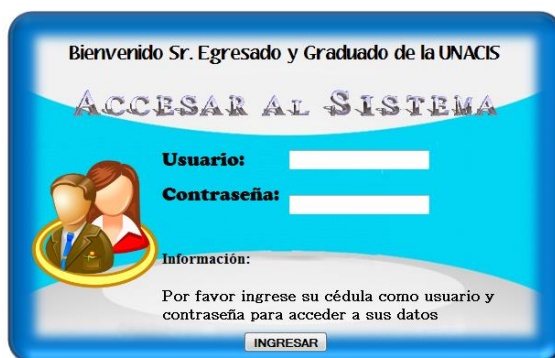 Bienvenido Sr. Egresado y Graduado de la UNACIS
Accesar al Sistema
Usuario:
Contraseña:
Información:
Por favor ingrese su cédula como usuario y
contraseña para acceder a sus datos
INGRESAR